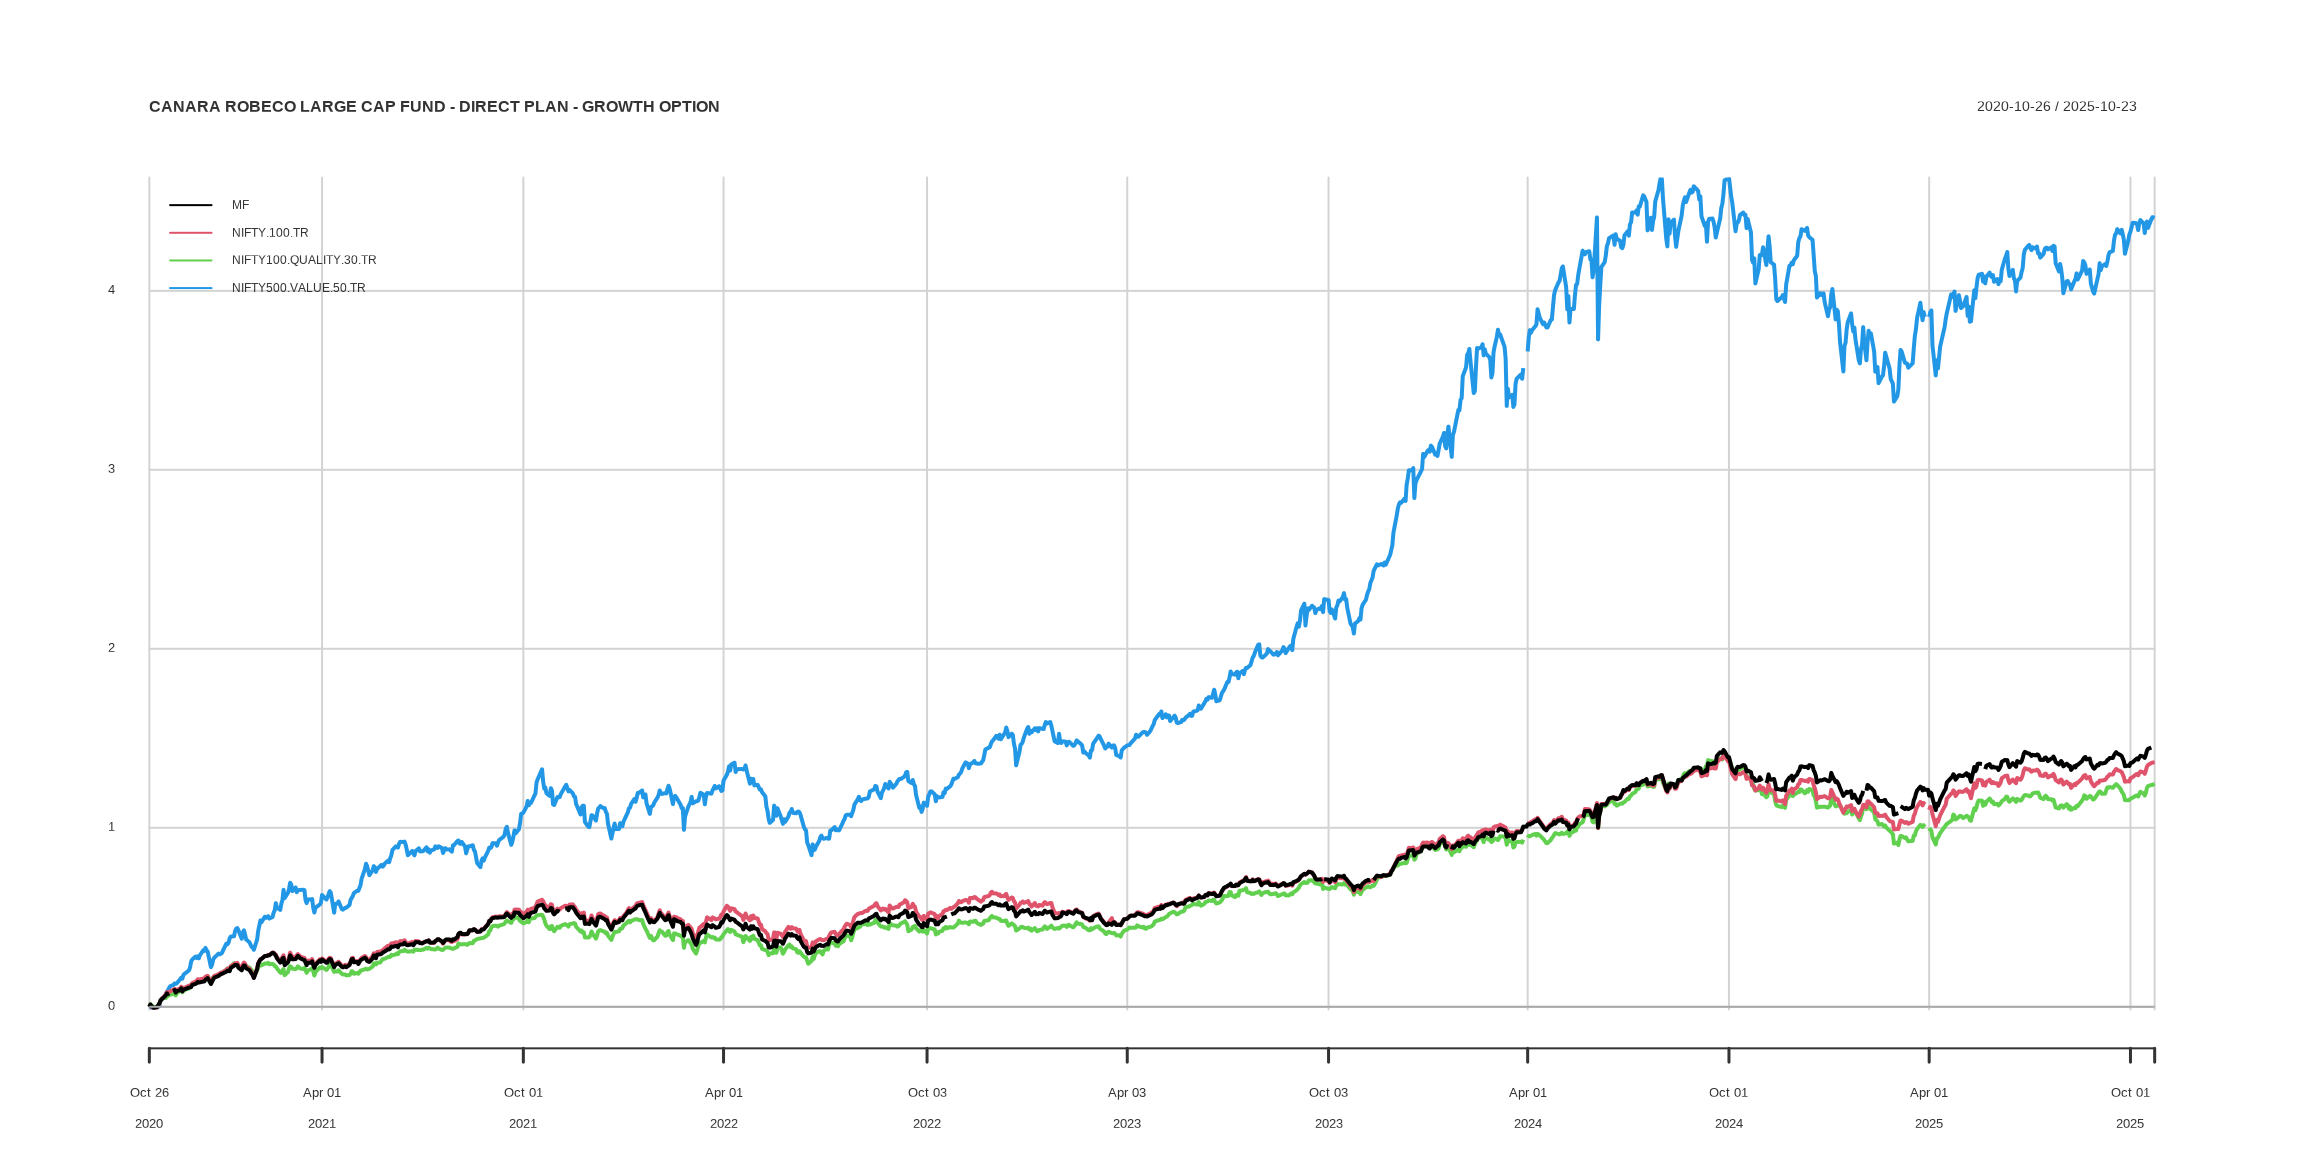 CANARA ROBECO LARGE CAP FUND - DIRECT PLAN - GROWTH OPTION
2020-10-26 / 2025-10-23
MF
NIFTY.100.TR
NIFTY100.QUALITY.30.TR
NIFTY500.VALUE.50.TR
4
3
2
1
0
Oct 26 Apr 01 Oct 01 Apr 01 Oct 03 Apr 03 Oct 03 Apr 01 Oct 01 Apr 01 Oct 01
2020 2021 2021 2022 2022 2023 2023 2024 2024 2025 2025